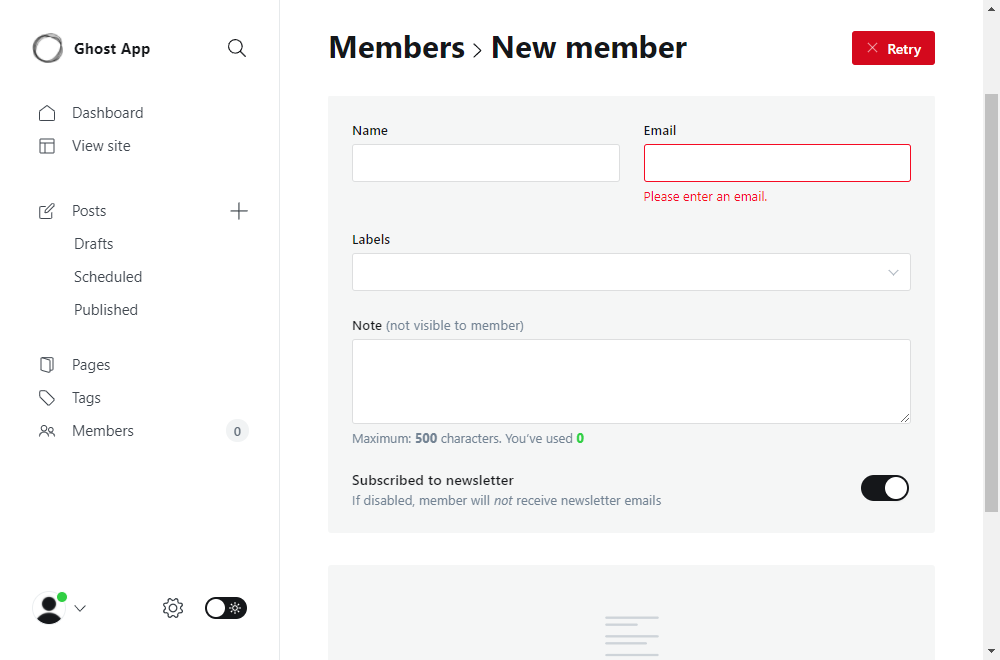 Ghost App
Dashboard
View site
Posts
Drafts
Scheduled
Published
Pages
Tags
Members 0
Members > New member
Retry
Name
Email
Please enter an email.
Labels
Note (not visible to member)
Maximum: 500 characters. You've used 0
Subscribed to newsletter
If disabled, member will not receive newsletter emails